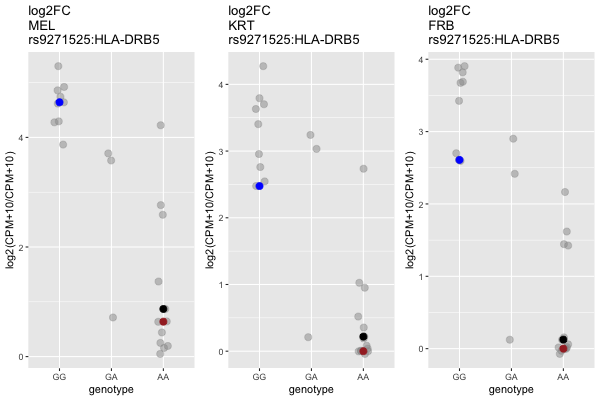 log2FC
MEL
rs9271525:HLA-DRB5
log2(CPM+10/CPM+10)
4
2
0
GG
GA
AA
genotype
log2FC
KRT
rs9271525:HLA-DRB5
log2(CPM+10/CPM+10)
4
3
2
1
0
GG
GA
AA
genotype
log2FC
FRB
rs9271525:HLA-DRB5
log2(CPM+10/CPM+10)
4
3
2
1
0
GG
GA
AA
genotype